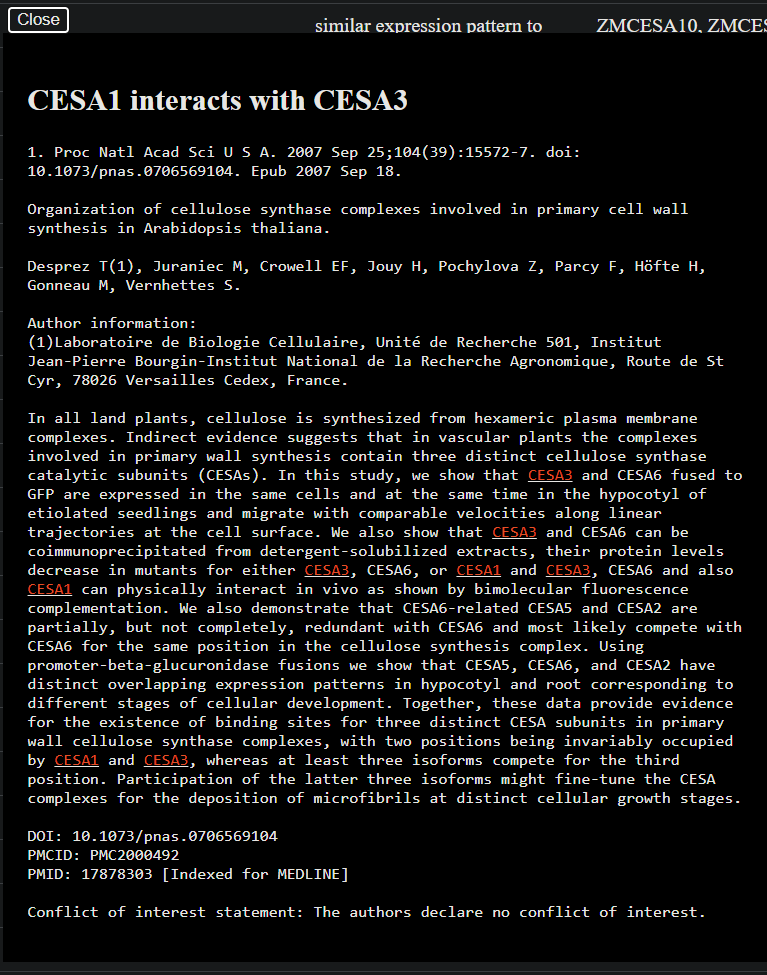 Close
similar expression pattern to ZMCESA10, ZMCES
CESA1 interacts with CESA3
1. Proc Natl Acad Sci U S A. 2007 Sep 25;104(39):15572-7. doi:
10.1073/pnas.0706569104. Epub 2007 Sep 18.
Organization of cellulose synthase complexes involved in primary cell wall
synthesis in Arabidopsis thaliana.
Desprez T(1), Juraniec M, Crowell EF, Jouy H, Pochylova Z, Parcy F, Höfte H,
Gonneau M, Vernhettes S.
Author information:
(1)Laboratoire de Biologie Cellulaire, Unité de Recherche 501, Institut
Jean-Pierre Bourgin-Institut National de la Recherche Agronomique, Route de St
Cyr, 78026 Versailles Cedex, France.
In all land plants, cellulose is synthesized from hexameric plasma membrane
complexes. Indirect evidence suggests that in vascular plants the complexes
involved in primary wall synthesis contain three distinct cellulose synthase
catalytic subunits (CESAs). In this study, we show that CESA3 and CESA6 fused to
GFP are expressed in the same cells and at the same time in the hypocotyl of
etiolated seedlings and migrate with comparable velocities along linear
trajectories at the cell surface. We also show that CESA3 and CESA6 can be
coimmunoprecipitated from detergent-solubilized extracts, their protein levels
decrease in mutants for either CESA3, CESA6, or CESA1 and CESA3, CESA6 and also
CESA1 can physically interact in vivo as shown by bimolecular fluorescence
complementation. We also demonstrate that CESA6-related CESA5 and CESA2 are
partially, but not completely, redundant with CESA6 and most likely compete with
CESA6 for the same position in the cellulose synthesis complex. Using
promoter-beta-glucuronidase fusions we show that CESA5, CESA6, and CESA2 have
distinct overlapping expression patterns in hypocotyl and root corresponding to
different stages of cellular development. Together, these data provide evidence
for the existence of binding sites for three distinct CESA subunits in primary
wall cellulose synthase complexes, with two positions being invariably occupied
by CESA1 and CESA3, whereas at least three isoforms compete for the third
position. Participation of the latter three isoforms might fine-tune the CESA
complexes for the deposition of microfibrils at distinct cellular growth stages.
DOI: 10.1073/pnas.0706569104
PMCID: PMC2000492
PMID: 17878303 [Indexed for MEDLINE]
Conflict of interest statement: The authors declare no conflict of interest.